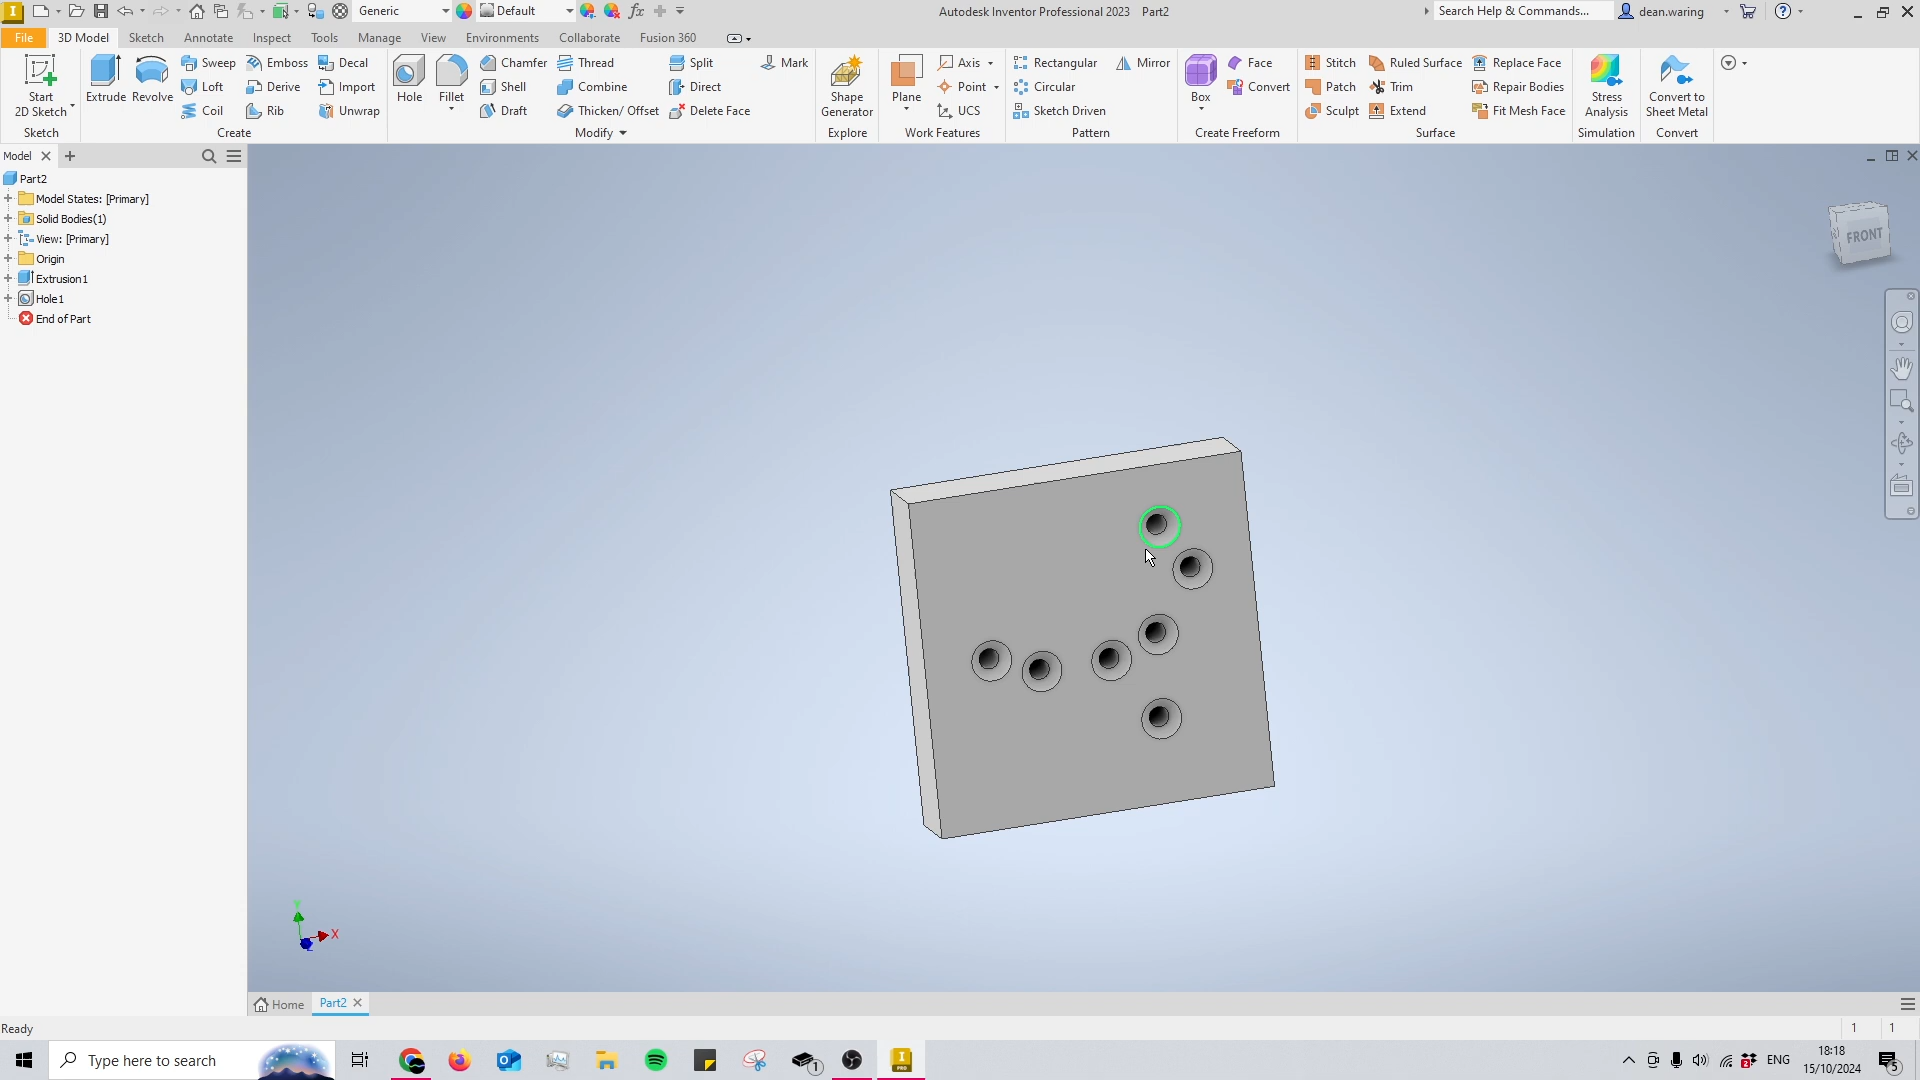 Generic
Default
fx
Autodesk Inventor Professional 2023 Part2
Search Help & Commands...
dean.waring
File 3D Model Sketch Annotate Inspect Tools Manage View Environments Collaborate Fusion 360
Start
2D Sketch
Sketch
Extrude
Revolve
Sweep Emboss Decal
Loft Derive Import
Coil Rib Unwrap
Create
Hole
Fillet
Chamfer Thread Split Mark
Shell Combine Direct
Draft Thicken/ Offset Delete Face
Modify
Shape
Generator
Explore
Plane
Axis
Point
UCS
Work Features
Rectangular Mirror
Circular
Sketch Driven
Pattern
Box
Face
Convert
Create Freeform
Stitch Ruled Surface Replace Face
Patch Trim Repair Bodies
Sculpt Extend Fit Mesh Face
Surface
Stress
Analysis
Simulation
Convert to
Sheet Metal
Convert
Model
Part2
Model States: [Primary]
Solid Bodies(1)
View: [Primary]
Origin
Extrusion1
Hole1
End of Part
FRONT
Y
X
Z
Home Part2
Ready
1 1
Type here to search
ENG
18:18
15/10/2024